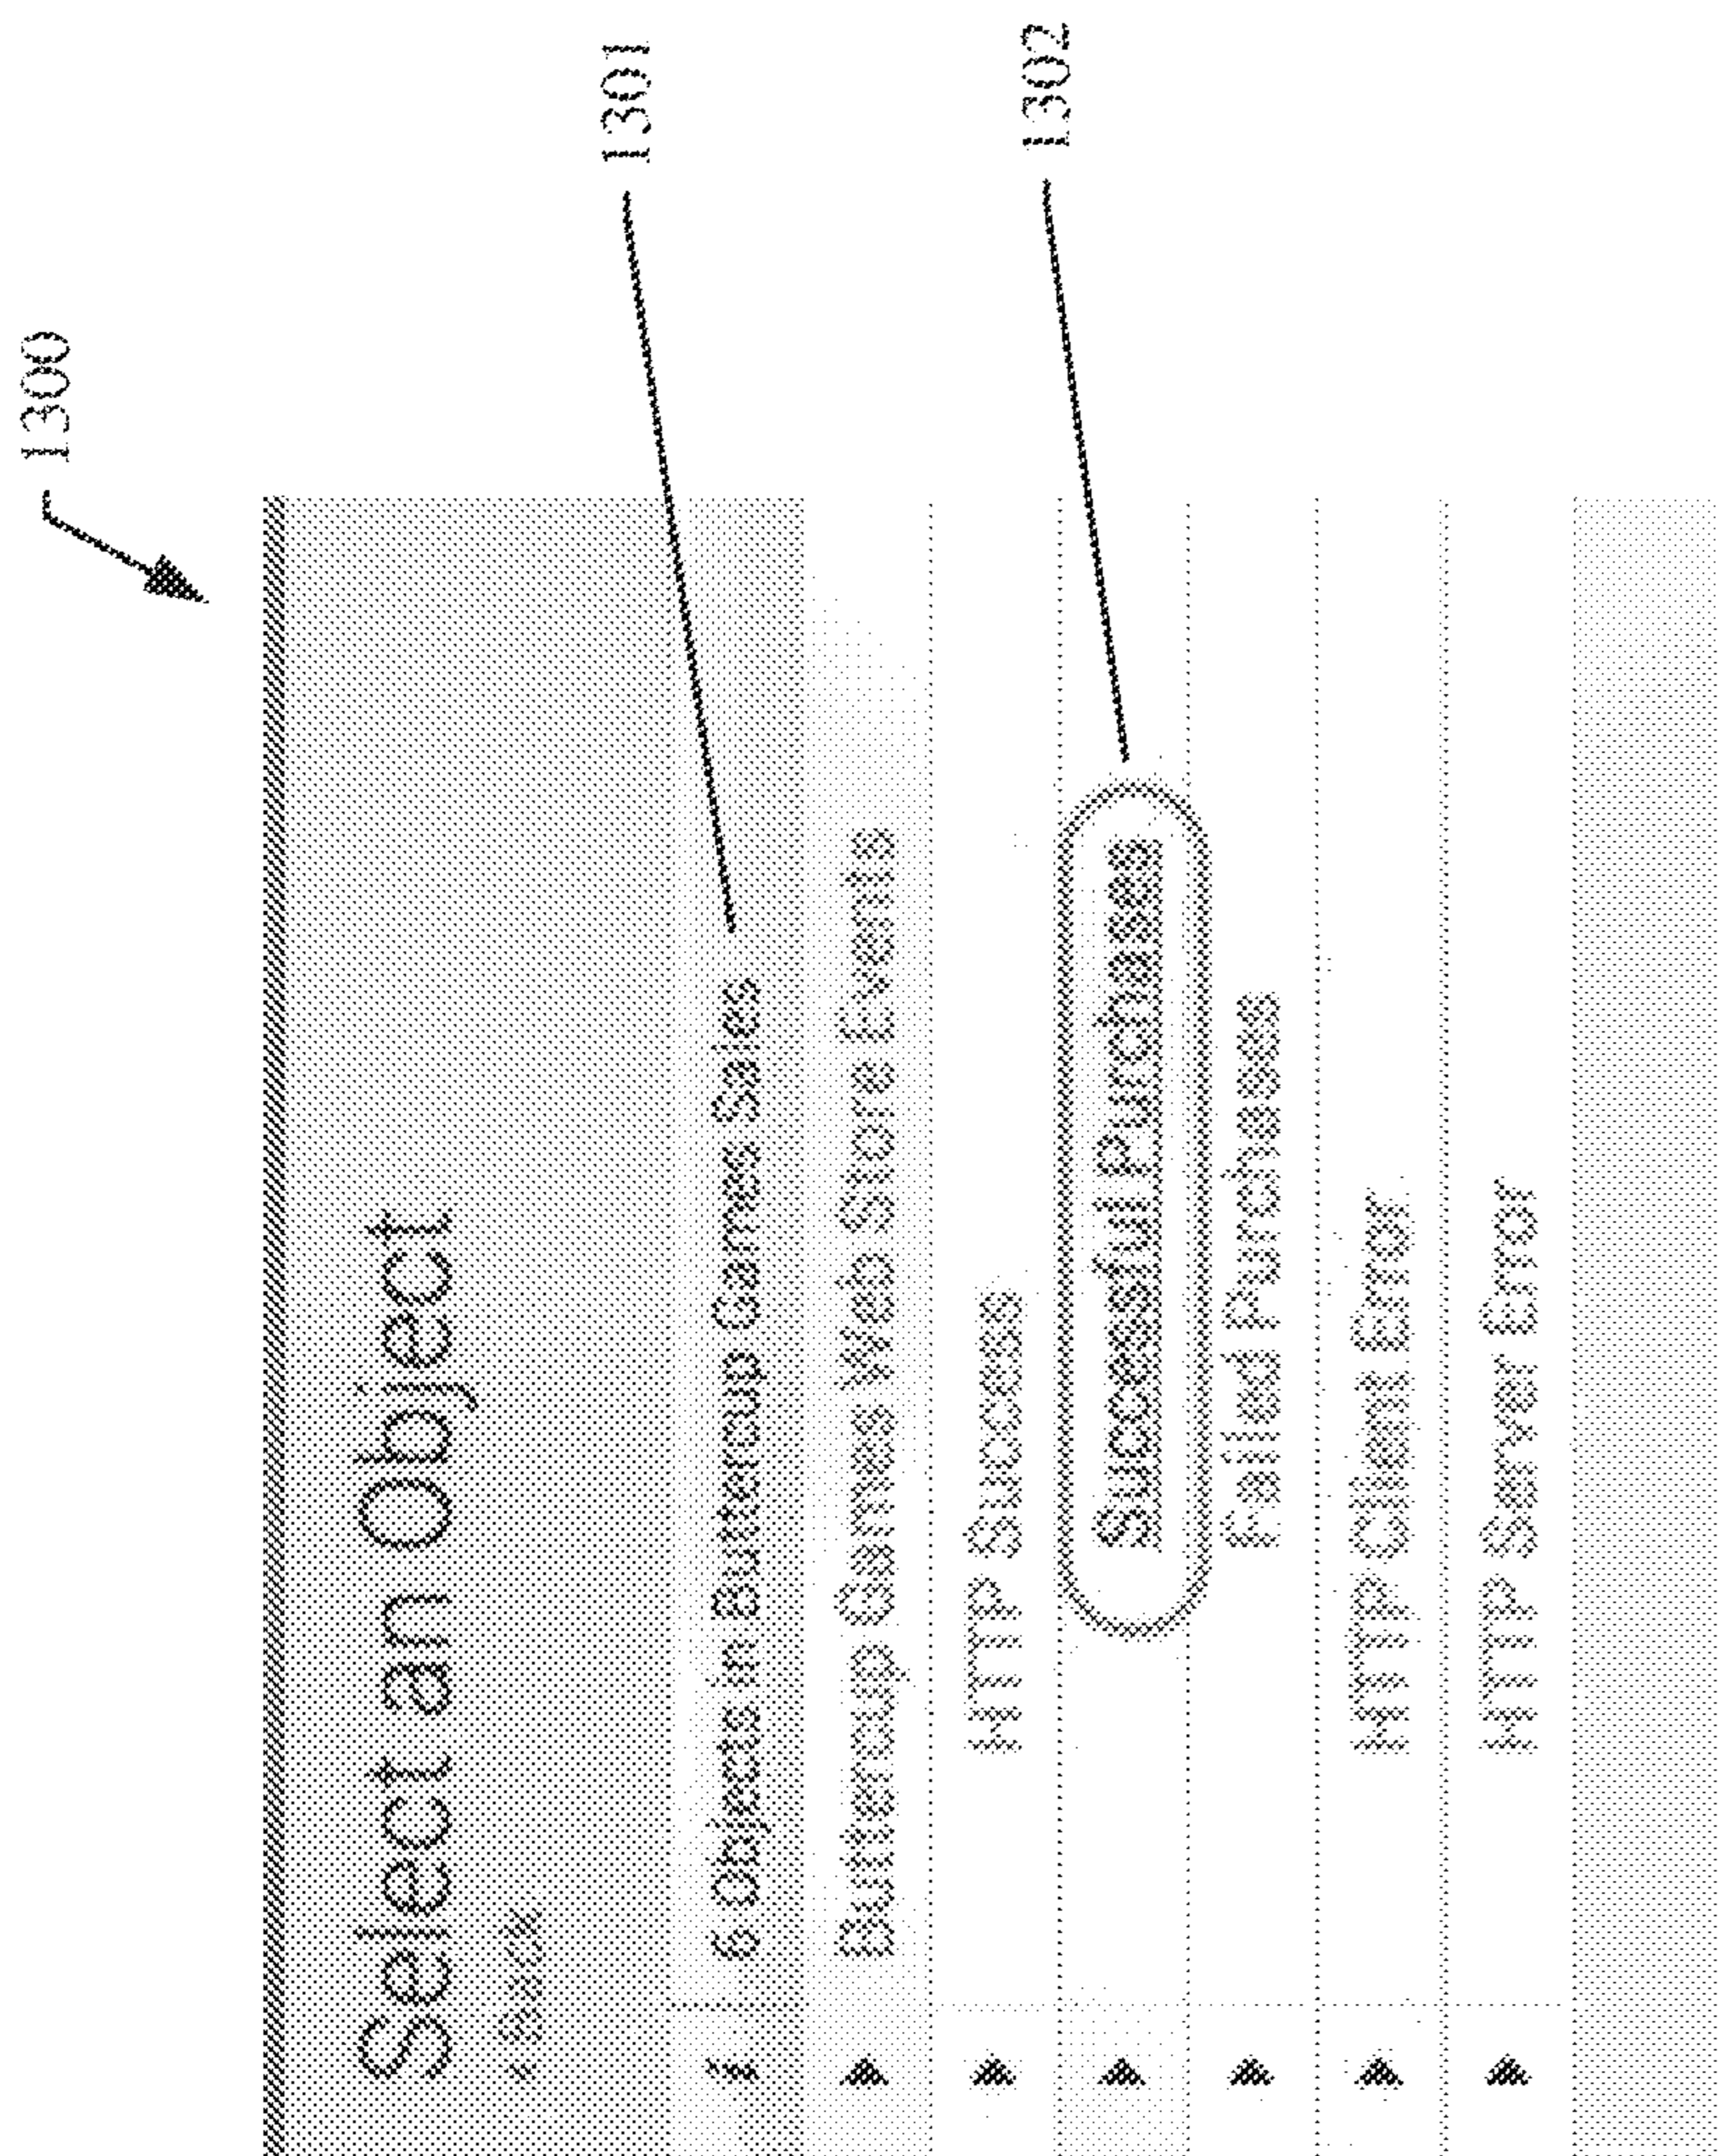 1300
Select an Object
< Back
i 6 Objects in Buttercup Games Sales
1301
Buttercup Games Web Store Events
HTTP Success
Successful Purchases
1302
Failed Purchases
HTTP Client Error
HTTP Server Error